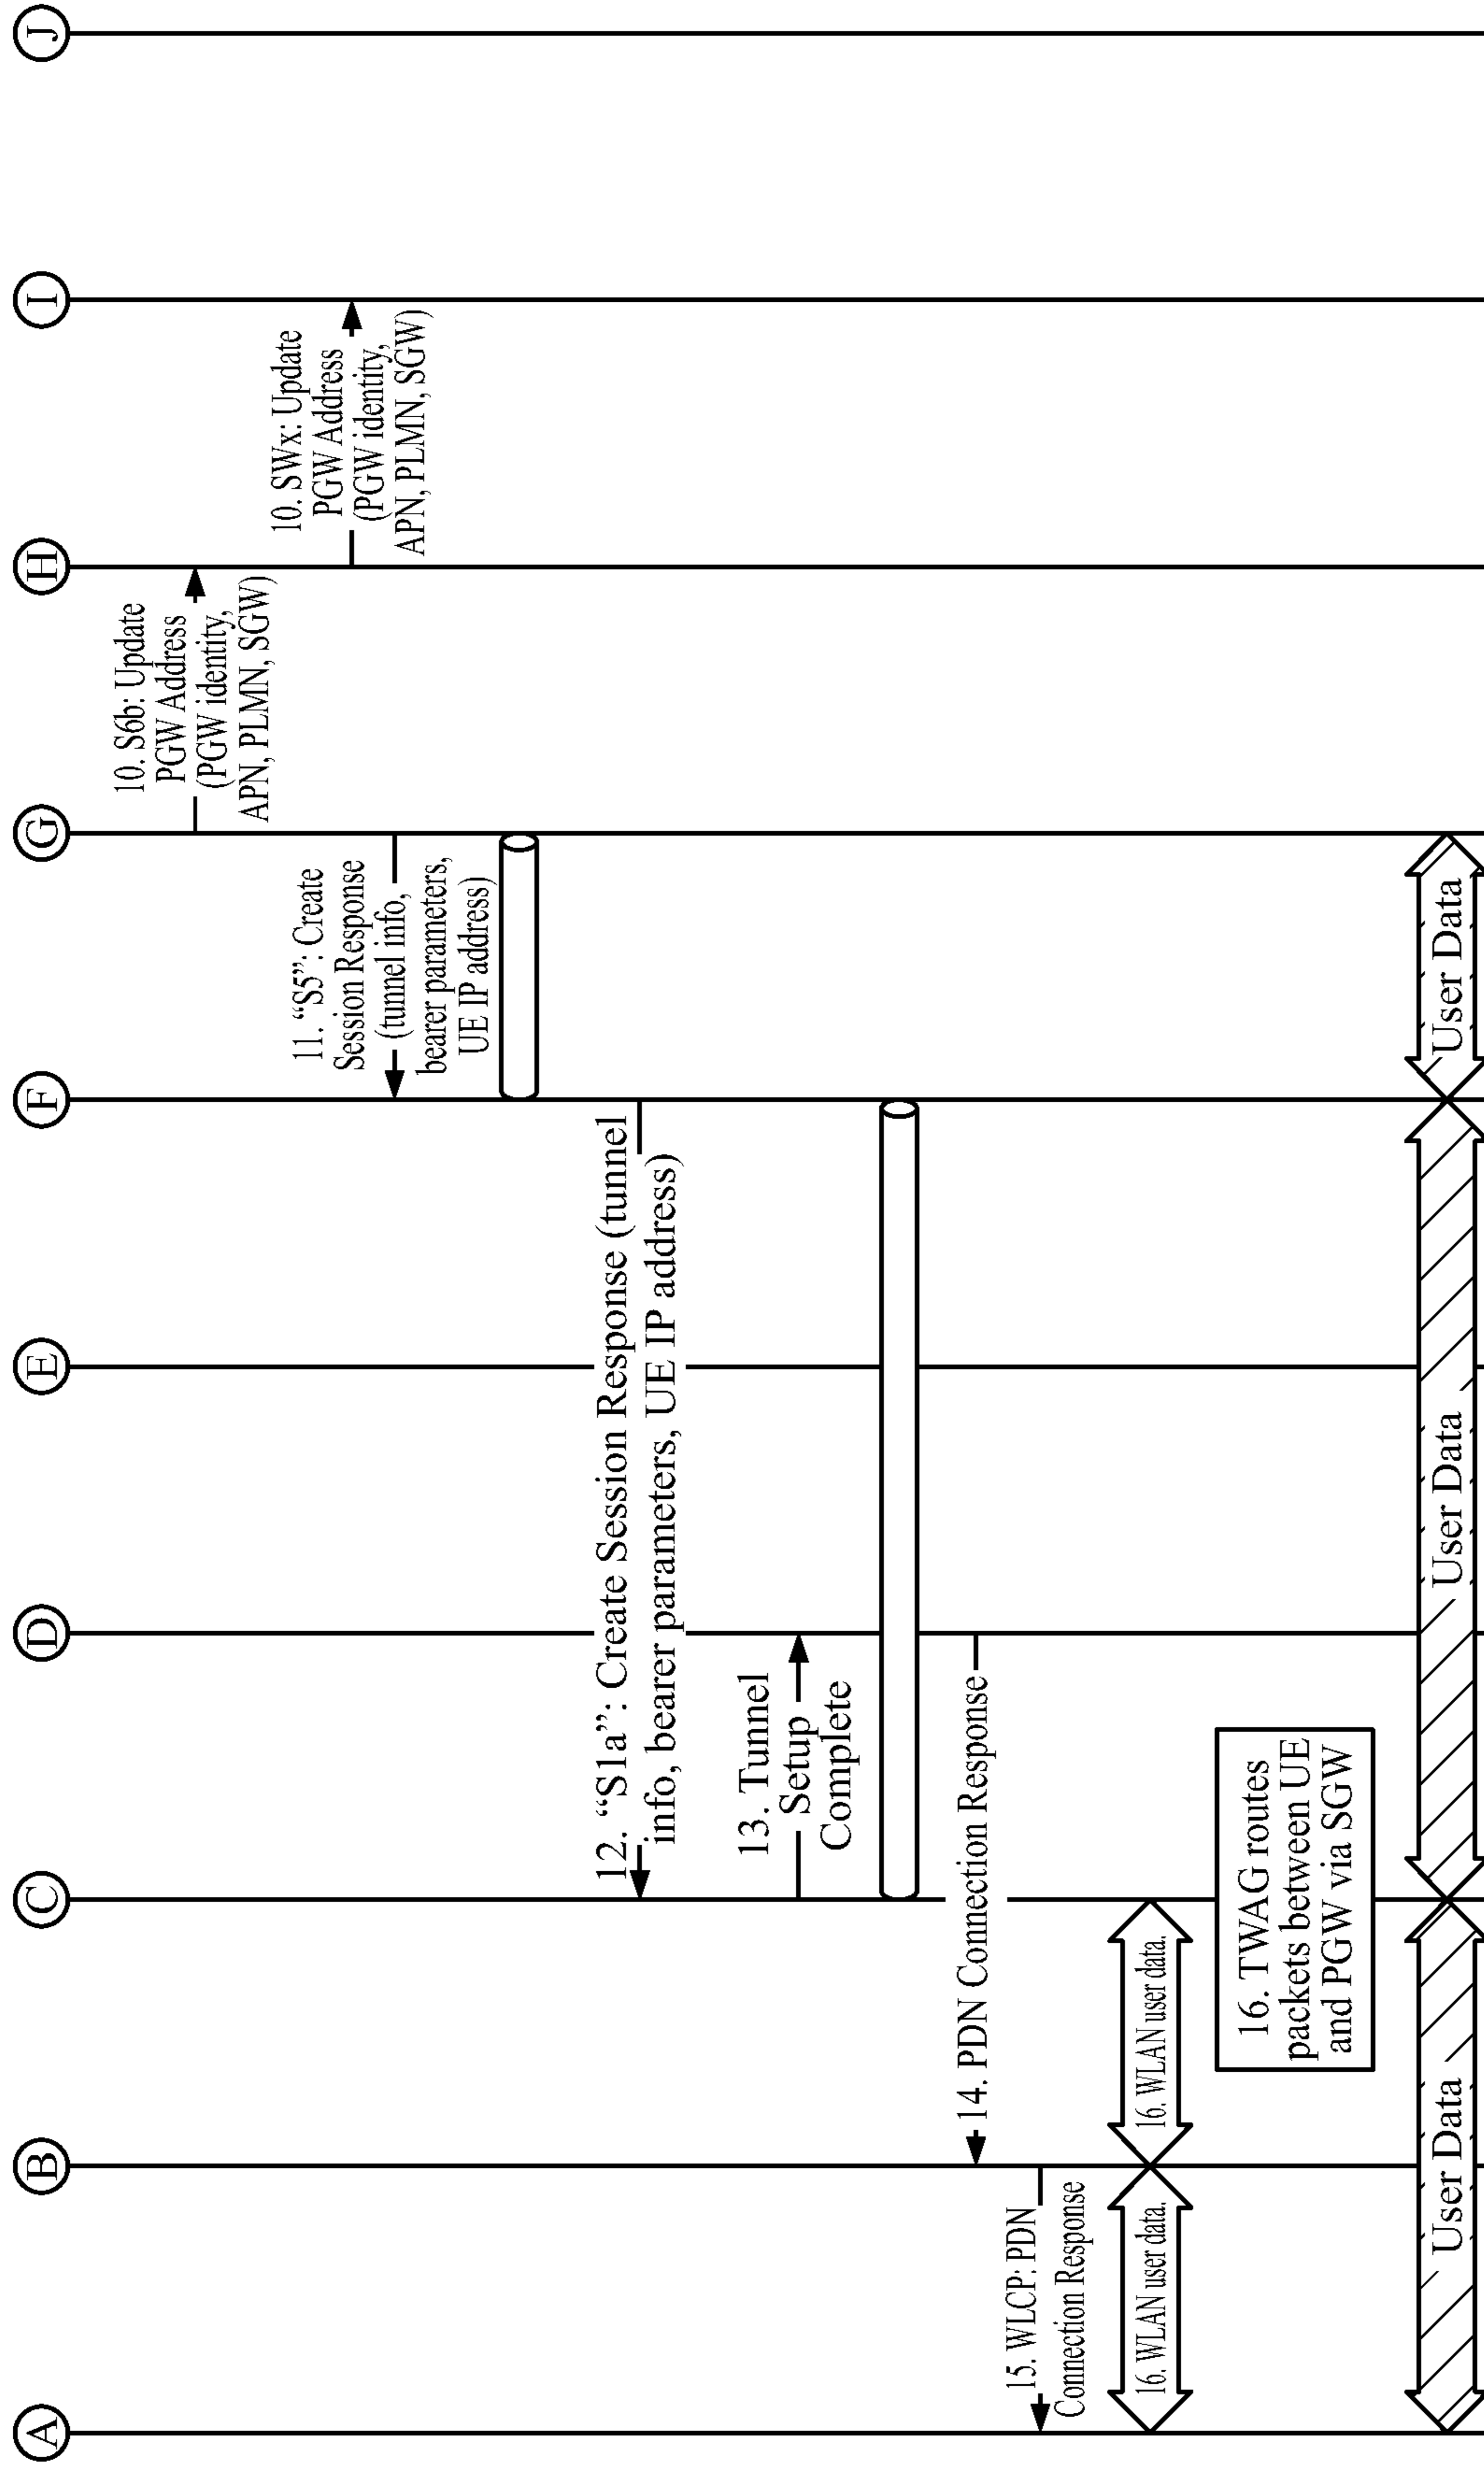 A
B
C
D
E
F
G
H
I
J
10. S6b: Update
PGW Address
(PGW identity,
APN, PLMN, SGW)
10. SWx: Update
PGW Address
(PGW identity,
APN, PLMN, SGW)
11. “S5”: Create
Session Response
(tunnel info,
bearer parameters,
UE IP address)
12. “S1a”: Create Session Response (tunnel
info, bearer parameters, UE IP address)
13. Tunnel
Setup
Complete
14. PDN Connection Response
15. WLCP: PDN
Connection Response
16. WLAN user data.
16. WLAN user data.
16. TWAG routes
packets between UE
and PGW via SGW
User Data
User Data
User Data